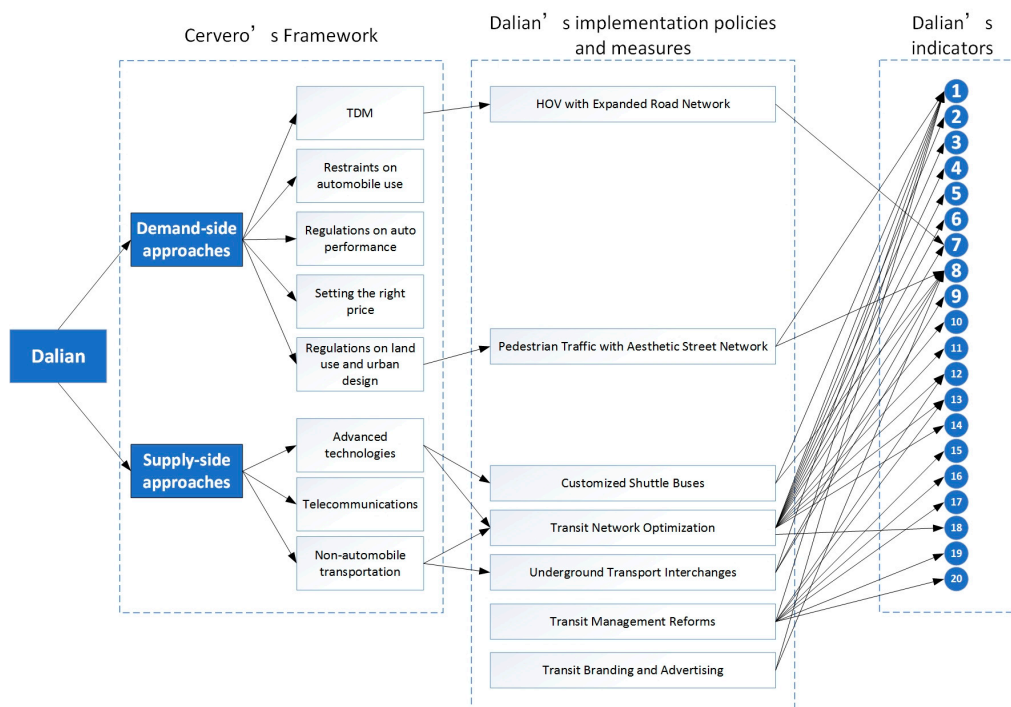 Cervero’s Framework
Dalian’s implementation policies
and measures
Dalian’s
indicators
Dalian
Demand-side
approaches
Supply-side
approaches
TDM
Restraints on
automobile use
Regulations on auto
performance
Setting the right
price
Regulations on land
use and urban
design
Advanced
technologies
Telecommunications
Non-automobile
transportation
HOV with Expanded Road Network
Pedestrian Traffic with Aesthetic Street Network
Customized Shuttle Buses
Transit Network Optimization
Underground Transport Interchanges
Transit Management Reforms
Transit Branding and Advertising
1
2
3
4
5
6
7
8
9
10
11
12
13
14
15
16
17
18
19
20